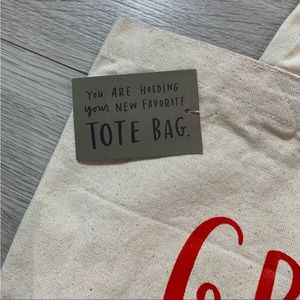 YOU ARE HOLDING
your NEW FAVORITE
TOTE BAG.